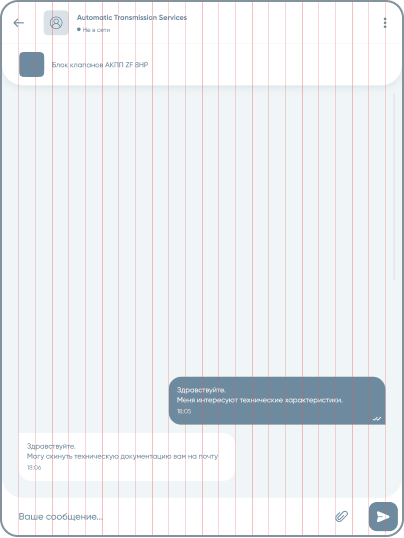 Automatic Transmission Services
Не в сети
Блок клапанов АКПП ZF 8HP
Здравствуйте.
Меня интересуют технические характеристики.
18:05
Здравствуйте.
Могу скинуть техническую документацию вам на почту
18:06
Ваше сообщение...